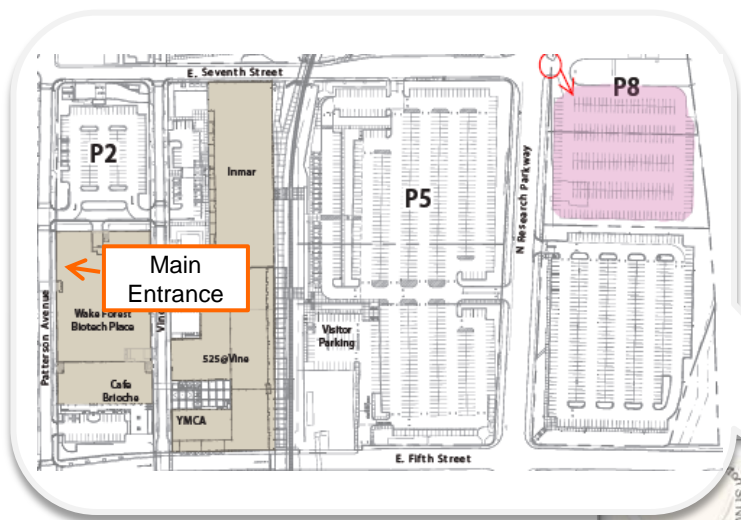 E. Seventh Street
P8
P2
Inmar
P5
N Research Parkway
Main
Entrance
Patterson Avenue
Wake Forest
Biotech Place
Vine
Visitor
Parking
525@Vine
Cafe
Brioche
YMCA
E. Fifth Street